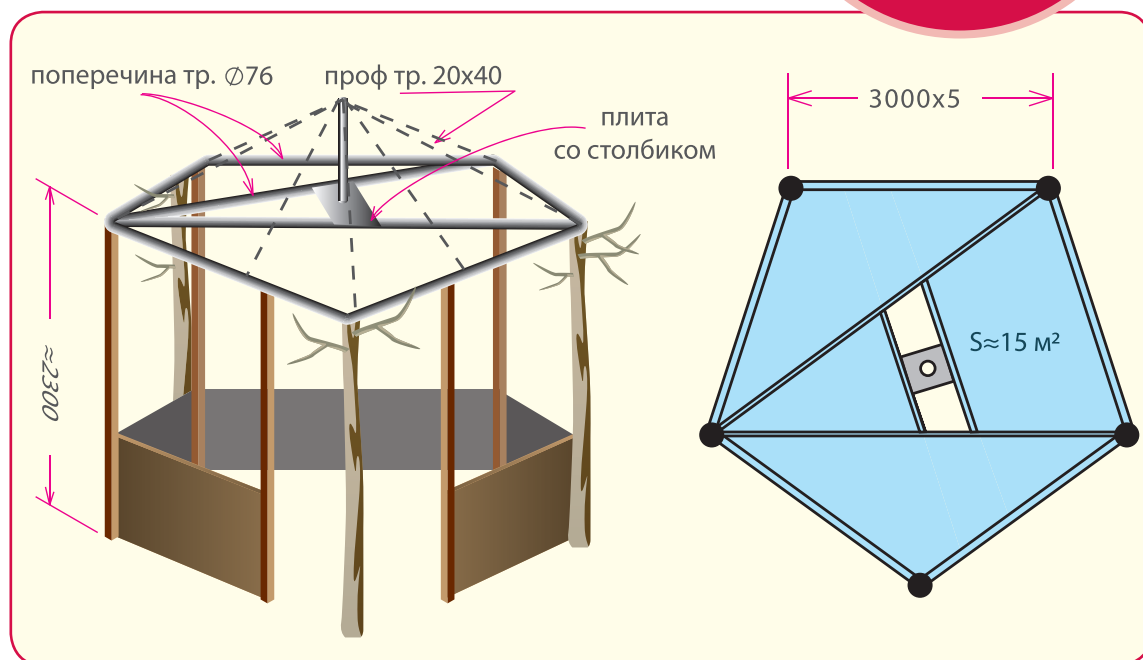 поперечина тр. ∅76
проф тр. 20х40
плита
со столбиком
≈2300
3000х5
S≈15 м²